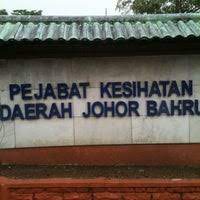 PEJABAT KESIHATAN
DAERAH JOHOR BAHRU